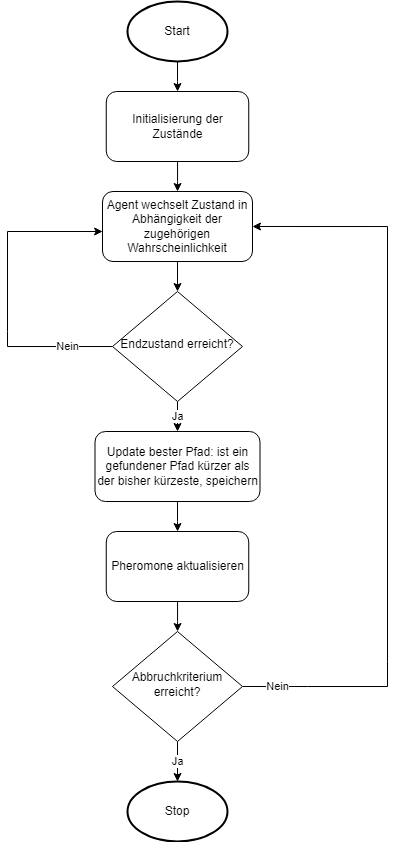 Start
Initialisierung der
Zustände
Agent wechselt Zustand in
Abhängigkeit der
zugehörigen
Wahrscheinlichkeit
Endzustand erreicht?
Nein
Ja
Update bester Pfad: ist ein
gefundener Pfad kürzer als
der bisher kürzeste, speichern
Pheromone aktualisieren
Abbruchkriterium
erreicht?
Nein
Ja
Stop